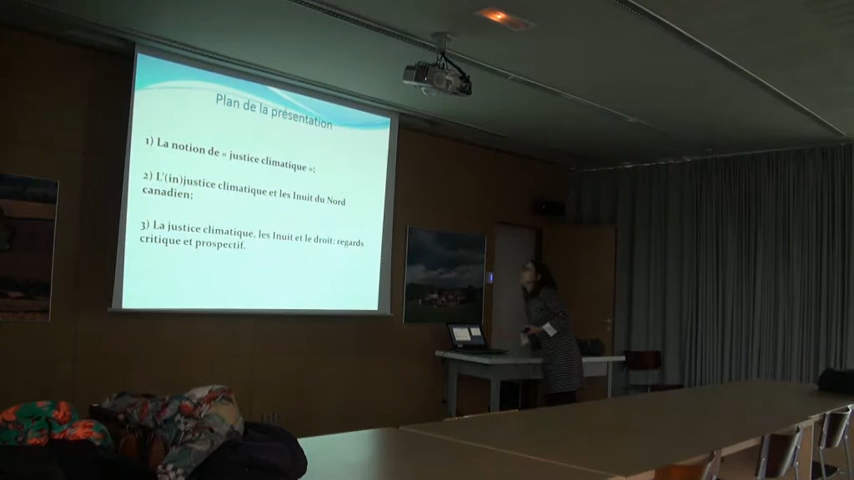 Plan de la présentation
1) La notion de « justice climatique »;
2) L'(in)justice climatique et les Inuit du Nord
canadien;
3) La justice climatique, les Inuit et le droit: regards
critique et prospectif.